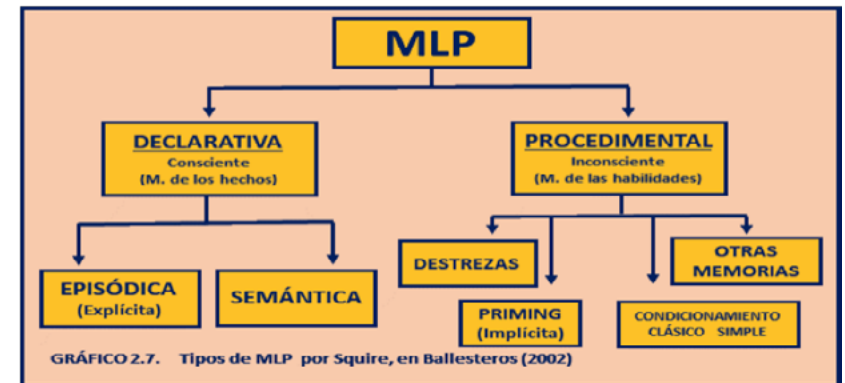 MLP
DECLARATIVA
Consciente
(M. de los hechos)
PROCEDIMENTAL
Inconsciente
(M. de las habilidades)
EPISÓDICA
(Explícita)
SEMÁNTICA
DESTREZAS
PRIMING
(Implícita)
CONDICIONAMIENTO
CLÁSICO SIMPLE
OTRAS
MEMORIAS
GRÁFICO 2.7. Tipos de MLP por Squire, en Ballesteros (2002)